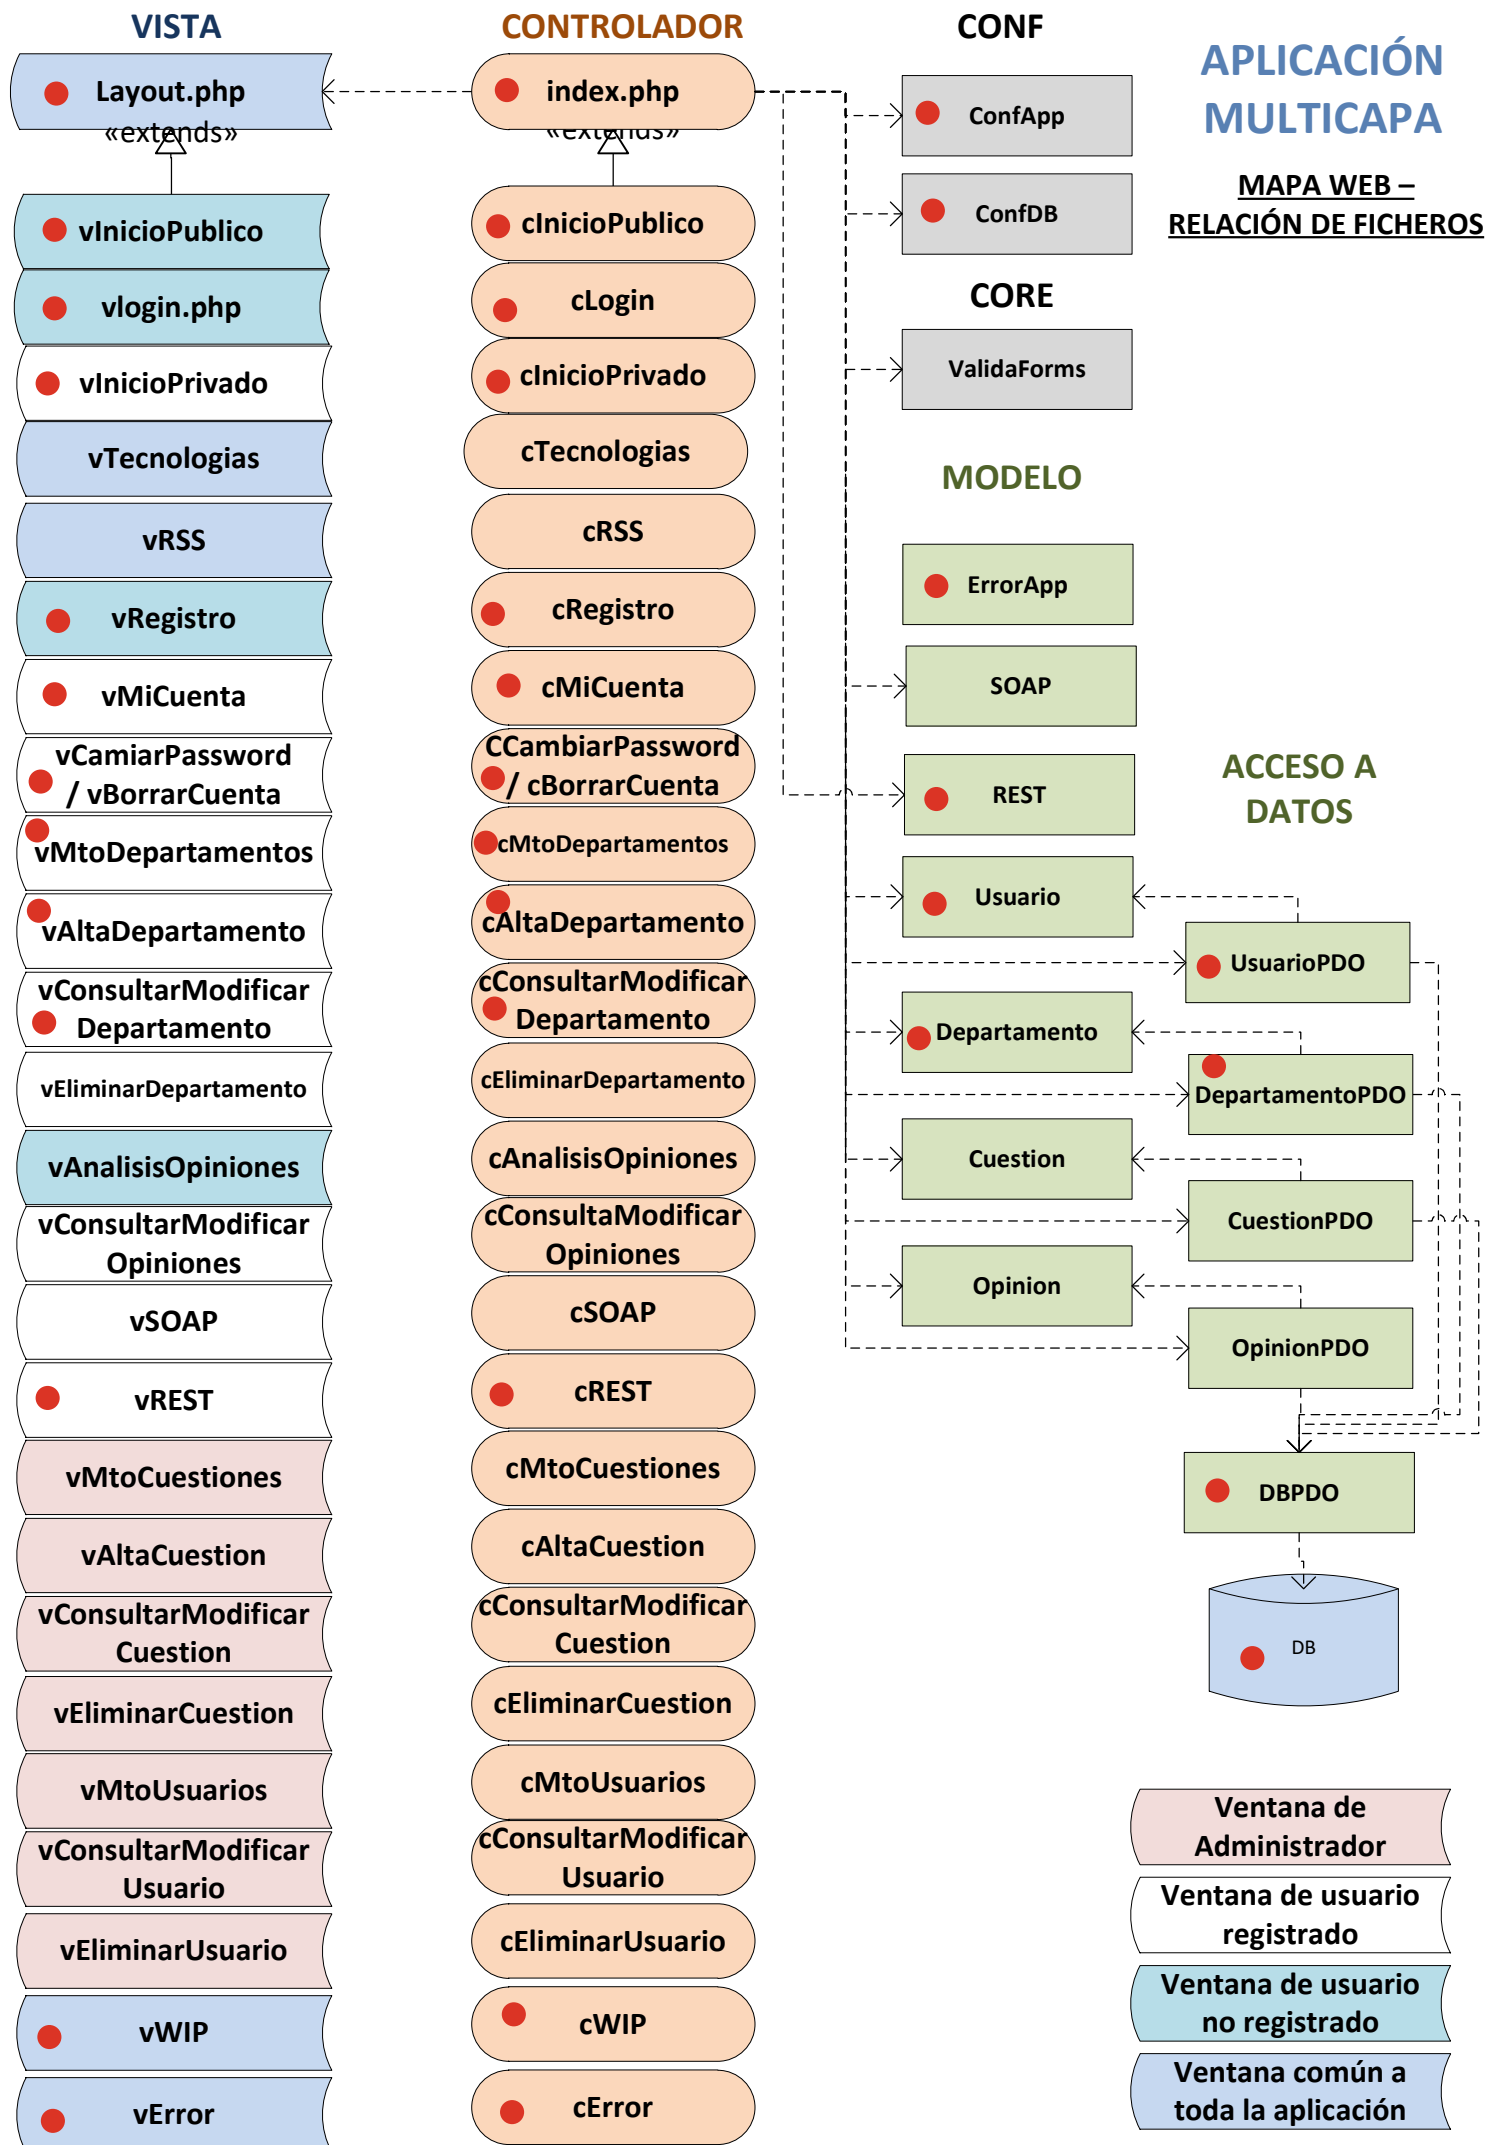 VISTA
Layout.php
«extends»
vInicioPublico
vlogin.php
vInicioPrivado
vTecnologias
vRSS
vRegistro
vMiCuenta
vCamiarPassword
/ vBorrarCuenta
vMtoDepartamentos
vAltaDepartamento
vConsultarModificar
Departamento
vEliminarDepartamento
vAnalisisOpiniones
vConsultarModificar
Opiniones
vSOAP
vREST
vMtoCuestiones
vAltaCuestion
vConsultarModificar
Cuestion
vEliminarCuestion
vMtoUsuarios
vConsultarModificar
Usuario
vEliminarUsuario
vWIP
vError
CONTROLADOR
index.php
«extends»
cInicioPublico
cLogin
cInicioPrivado
cTecnologias
cRSS
cRegistro
cMiCuenta
CCambiarPassword
/ cBorrarCuenta
cMtoDepartamentos
cAltaDepartamento
cConsultarModificar
Departamento
cEliminarDepartamento
cAnalisisOpiniones
cConsultaModificar
Opiniones
cSOAP
cREST
cMtoCuestiones
cAltaCuestion
cConsultarModificar
Cuestion
cEliminarCuestion
cMtoUsuarios
cConsultarModificar
Usuario
cEliminarUsuario
cWIP
cError
CONF
ConfApp
ConfDB
CORE
ValidaForms
MODELO
ErrorApp
SOAP
REST
Usuario
Departamento
Cuestion
Opinion
APLICACIÓN
MULTICAPA
MAPA WEB –
RELACIÓN DE FICHEROS
ACCESO A
DATOS
UsuarioPDO
DepartamentoPDO
CuestionPDO
OpinionPDO
DBPDO
DB
Ventana de
Administrador
Ventana de usuario
registrado
Ventana de usuario
no registrado
Ventana común a
toda la aplicación